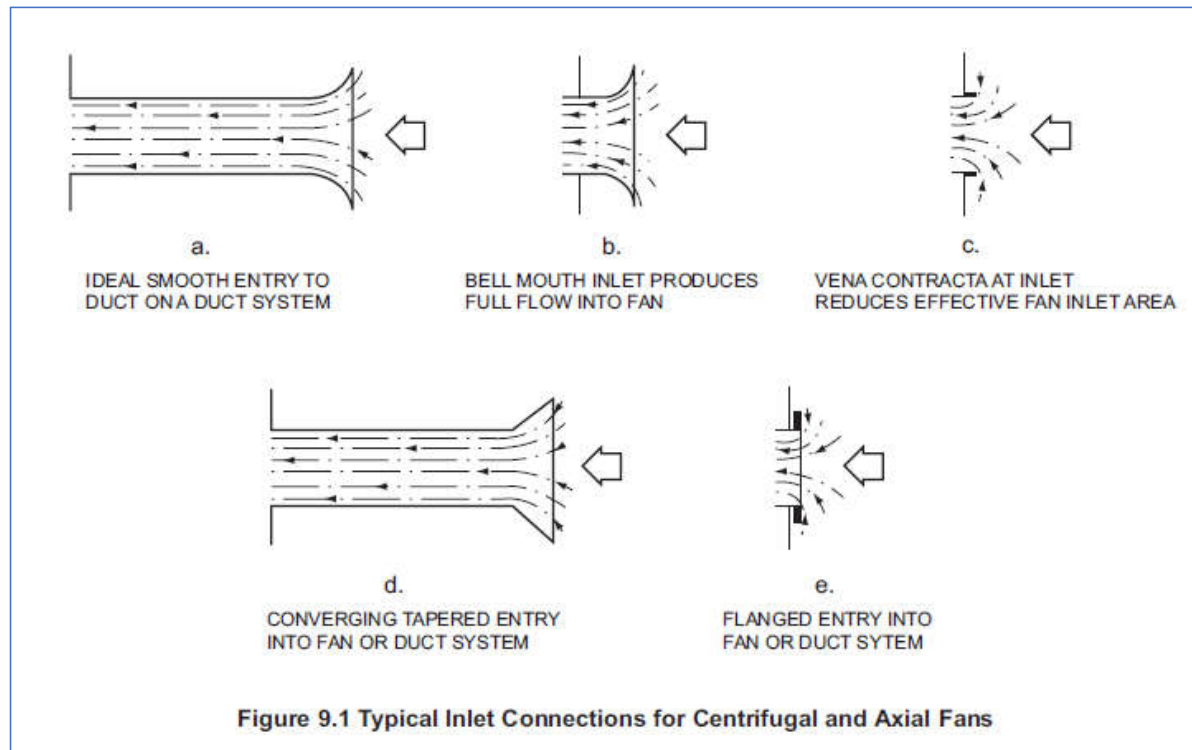 a.
IDEAL SMOOTH ENTRY TO
DUCT ON A DUCT SYSTEM
b.
BELL MOUTH INLET PRODUCES
FULL FLOW INTO FAN
c.
VENA CONTRACTA AT INLET
REDUCES EFFECTIVE FAN INLET AREA
d.
CONVERGING TAPERED ENTRY
INTO FAN OR DUCT SYSTEM
e.
FLANGED ENTRY INTO
FAN OR DUCT SYTEM
Figure 9.1 Typical Inlet Connections for Centrifugal and Axial Fans